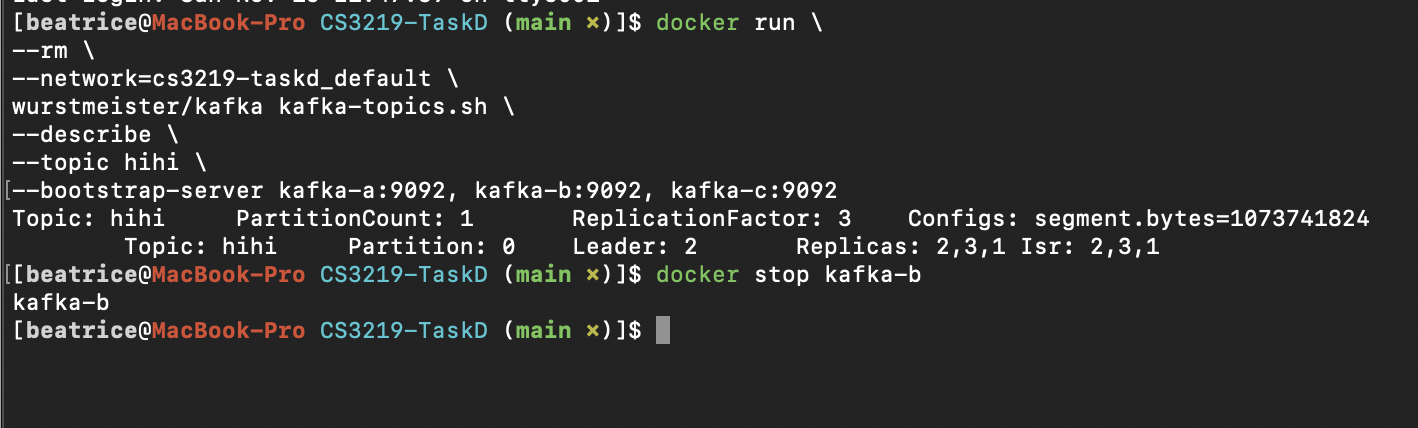 [beatrice@MacBook-Pro CS3219-TaskD (main ×)]$ docker run \
--rm \
--network=cs3219-taskd_default \
wurstmeister/kafka kafka-topics.sh \
--describe \
--topic hihi \
[--bootstrap-server kafka-a:9092, kafka-b:9092, kafka-c:9092
Topic: hihi PartitionCount: 1 ReplicationFactor: 3 Configs: segment.bytes=1073741824
Topic: hihi Partition: 0 Leader: 2 Replicas: 2,3,1 Isr: 2,3,1
[[beatrice@MacBook-Pro CS3219-TaskD (main ×)]$ docker stop kafka-b
kafka-b
[beatrice@MacBook-Pro CS3219-TaskD (main ×)]$